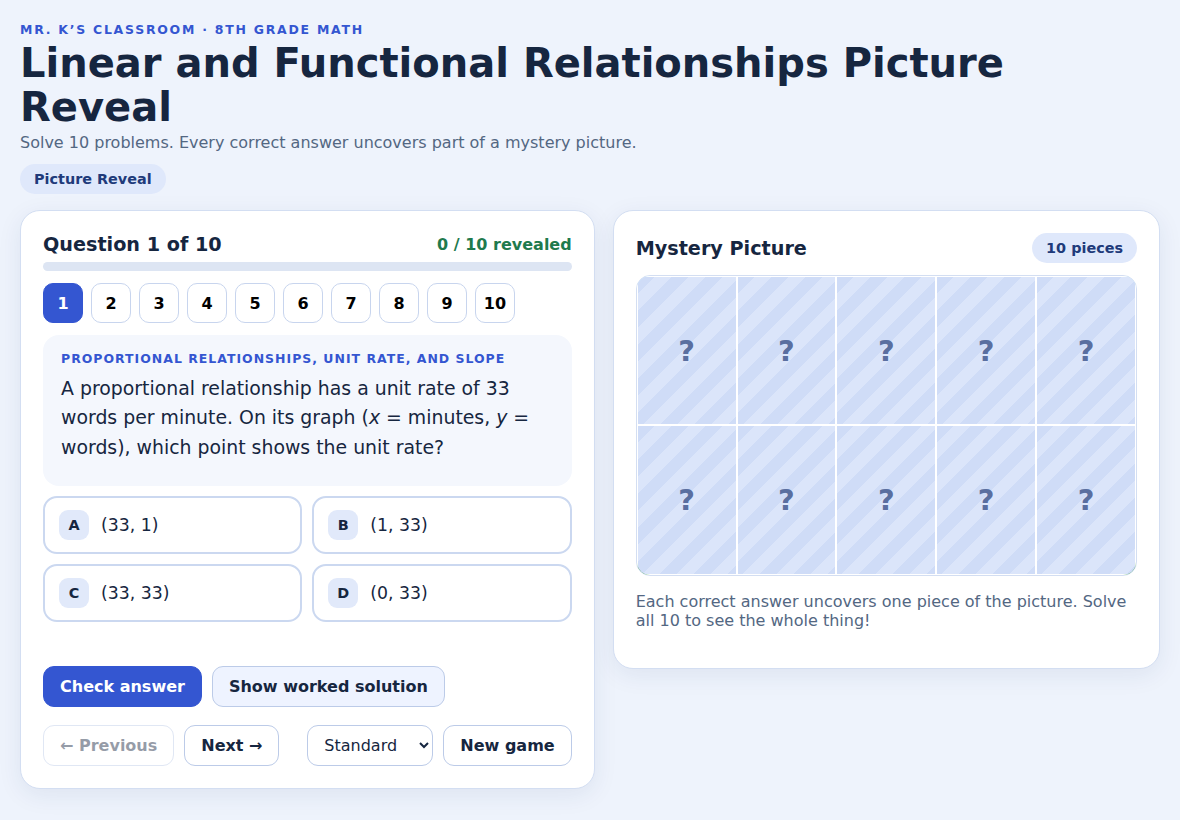 MR. K’S CLASSROOM · 8TH GRADE MATH
Linear and Functional Relationships Picture
Reveal
Solve 10 problems. Every correct answer uncovers part of a mystery picture.
Picture Reveal
Question 1 of 10
0 / 10 revealed
1 2 3 4 5 6 7 8 9 10
PROPORTIONAL RELATIONSHIPS, UNIT RATE, AND SLOPE
A proportional relationship has a unit rate of 33
words per minute. On its graph (x = minutes, y =
words), which point shows the unit rate?
A (33, 1)
B (1, 33)
C (33, 33)
D (0, 33)
Check answer
Show worked solution
← Previous
Next →
Standard
New game
Mystery Picture
10 pieces
? ? ? ? ?
? ? ? ? ?
Each correct answer uncovers one piece of the picture. Solve
all 10 to see the whole thing!